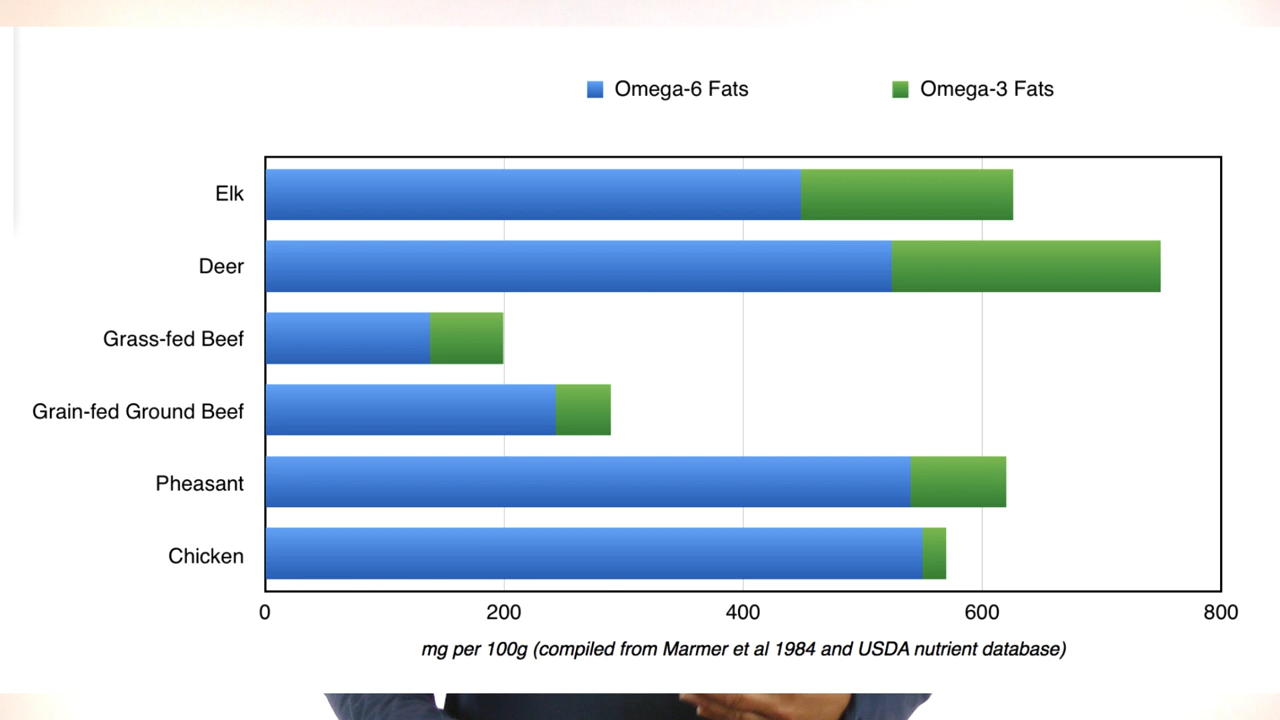 Omega-6 Fats Omega-3 Fats
Elk
Deer
Grass-fed Beef
Grain-fed Ground Beef
Pheasant
Chicken
0 200 400 600 800
mg per 100g (compiled from Marmer et al 1984 and USDA nutrient database)